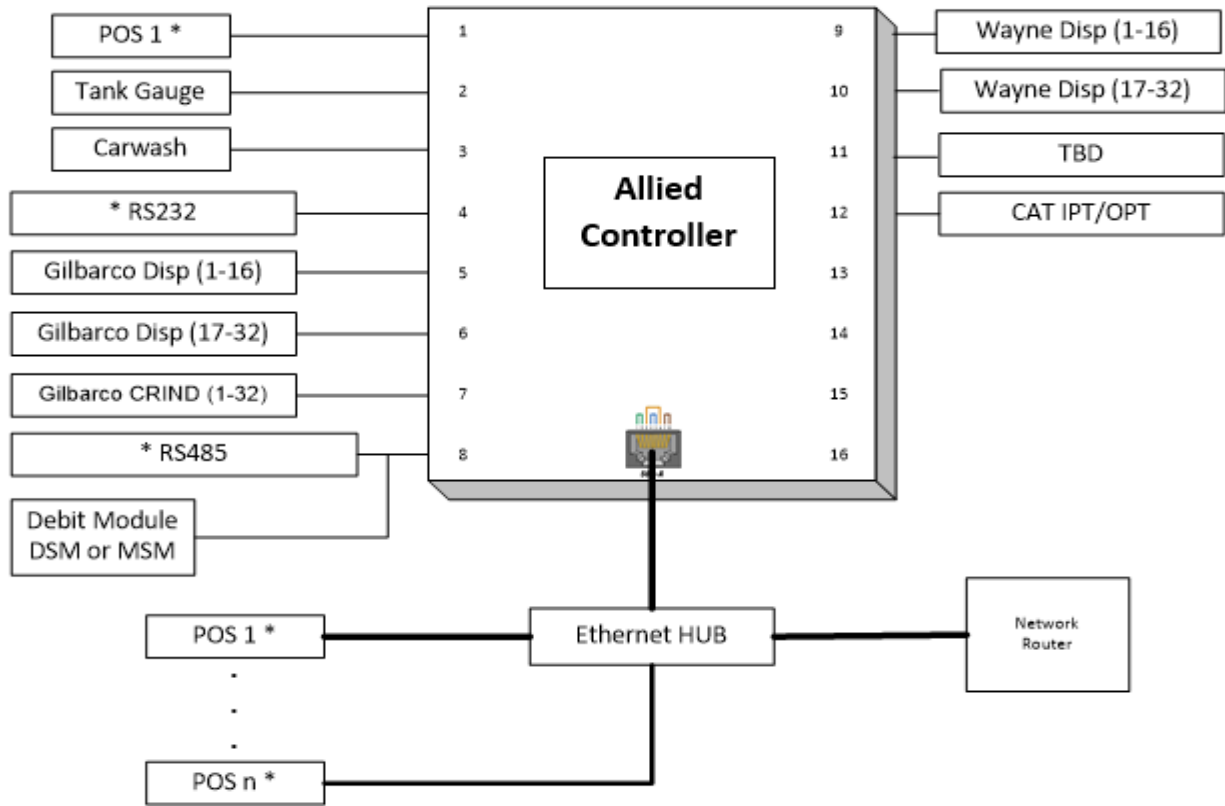 POS 1 *
Tank Gauge
Carwash
* RS232
Gilbarco Disp (1-16)
Gilbarco Disp (17-32)
Gilbarco CRIND (1-32)
* RS485
Debit Module
DSM or MSM
1
2
3
4
5
6
7
8
Allied
Controller
9
10
11
12
13
14
15
16
Wayne Disp (1-16)
Wayne Disp (17-32)
TBD
CAT IPT/OPT
POS 1 *
.
.
.
POS n *
Ethernet HUB
Network
Router